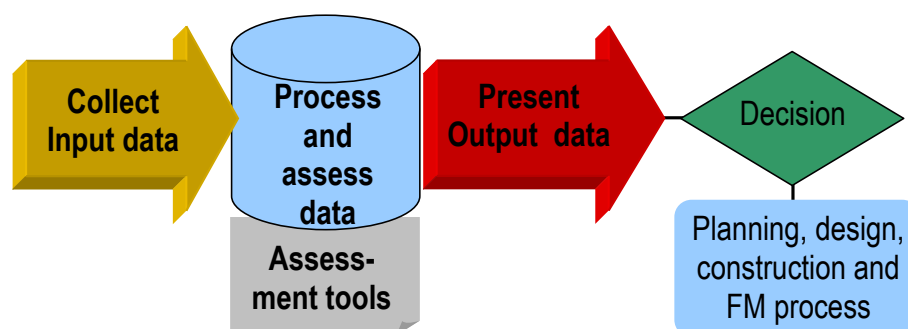 Collect
Input data
Process
and
assess
data
Assess-
ment tools
Present
Output data
Decision
Planning, design,
construction and
FM process